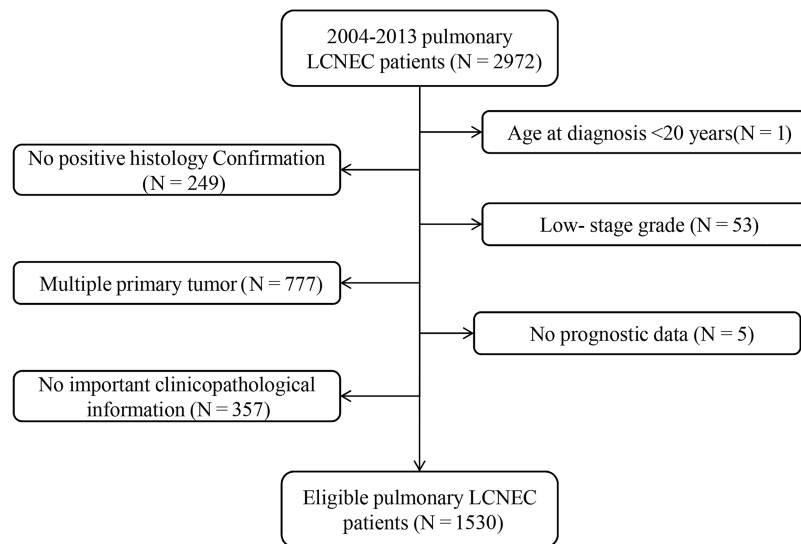 2004-2013 pulmonary
LCNEC patients (N = 2972)
Age at diagnosis <20 years(N = 1)
No positive histology Confirmation
(N = 249)
Low- stage grade (N = 53)
Multiple primary tumor (N = 777)
No prognostic data (N = 5)
No important clinicopathological
information (N = 357)
Eligible pulmonary LCNEC
patients (N = 1530)